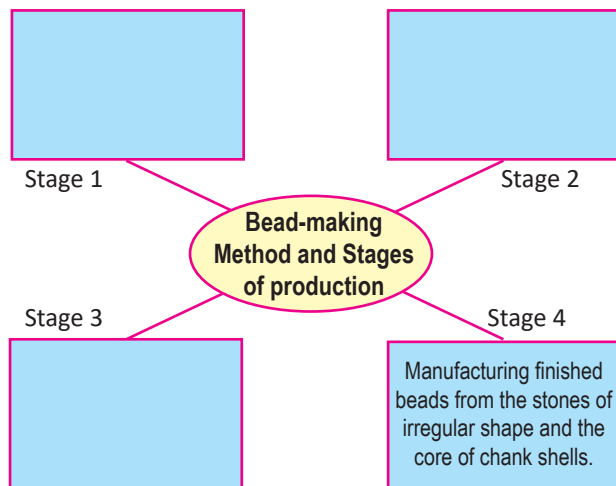 Stage 1
Stage 2
Bead-making
Method and Stages
of production
Stage 3
Stage 4
Manufacturing finished
beads from the stones of
irregular shape and the
core of chank shells.